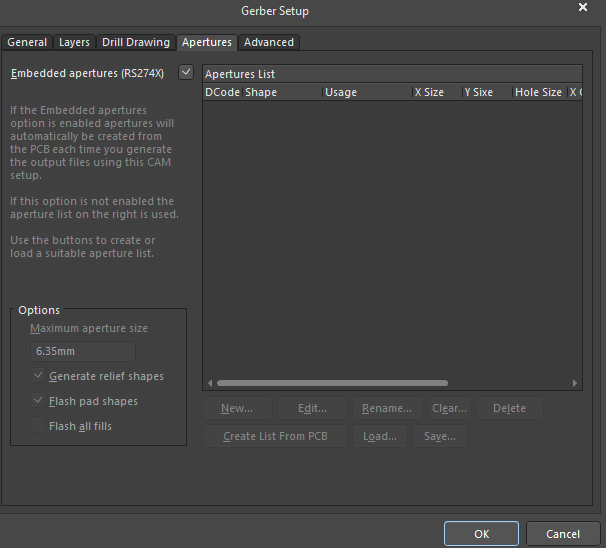 Gerber Setup
General Layers Drill Drawing Apertures Advanced
Embedded apertures (RS274X)
If the Embedded apertures
option is enabled apertures will
automatically be created from
the PCB each time you generate
the output files using this CAM
setup.
If this option is not enabled the
aperture list on the right is used.
Use the buttons to create or
load a suitable aperture list.
Apertures List
DCode Shape Usage X Size Y Sixe Hole Size X
Options
Maximum aperture size
6.35mm
Generate relief shapes
Flash pad shapes
Flash all fills
New... Edit... Rename... Clear... Delete
Create List From PCB Load... Save...
OK Cancel